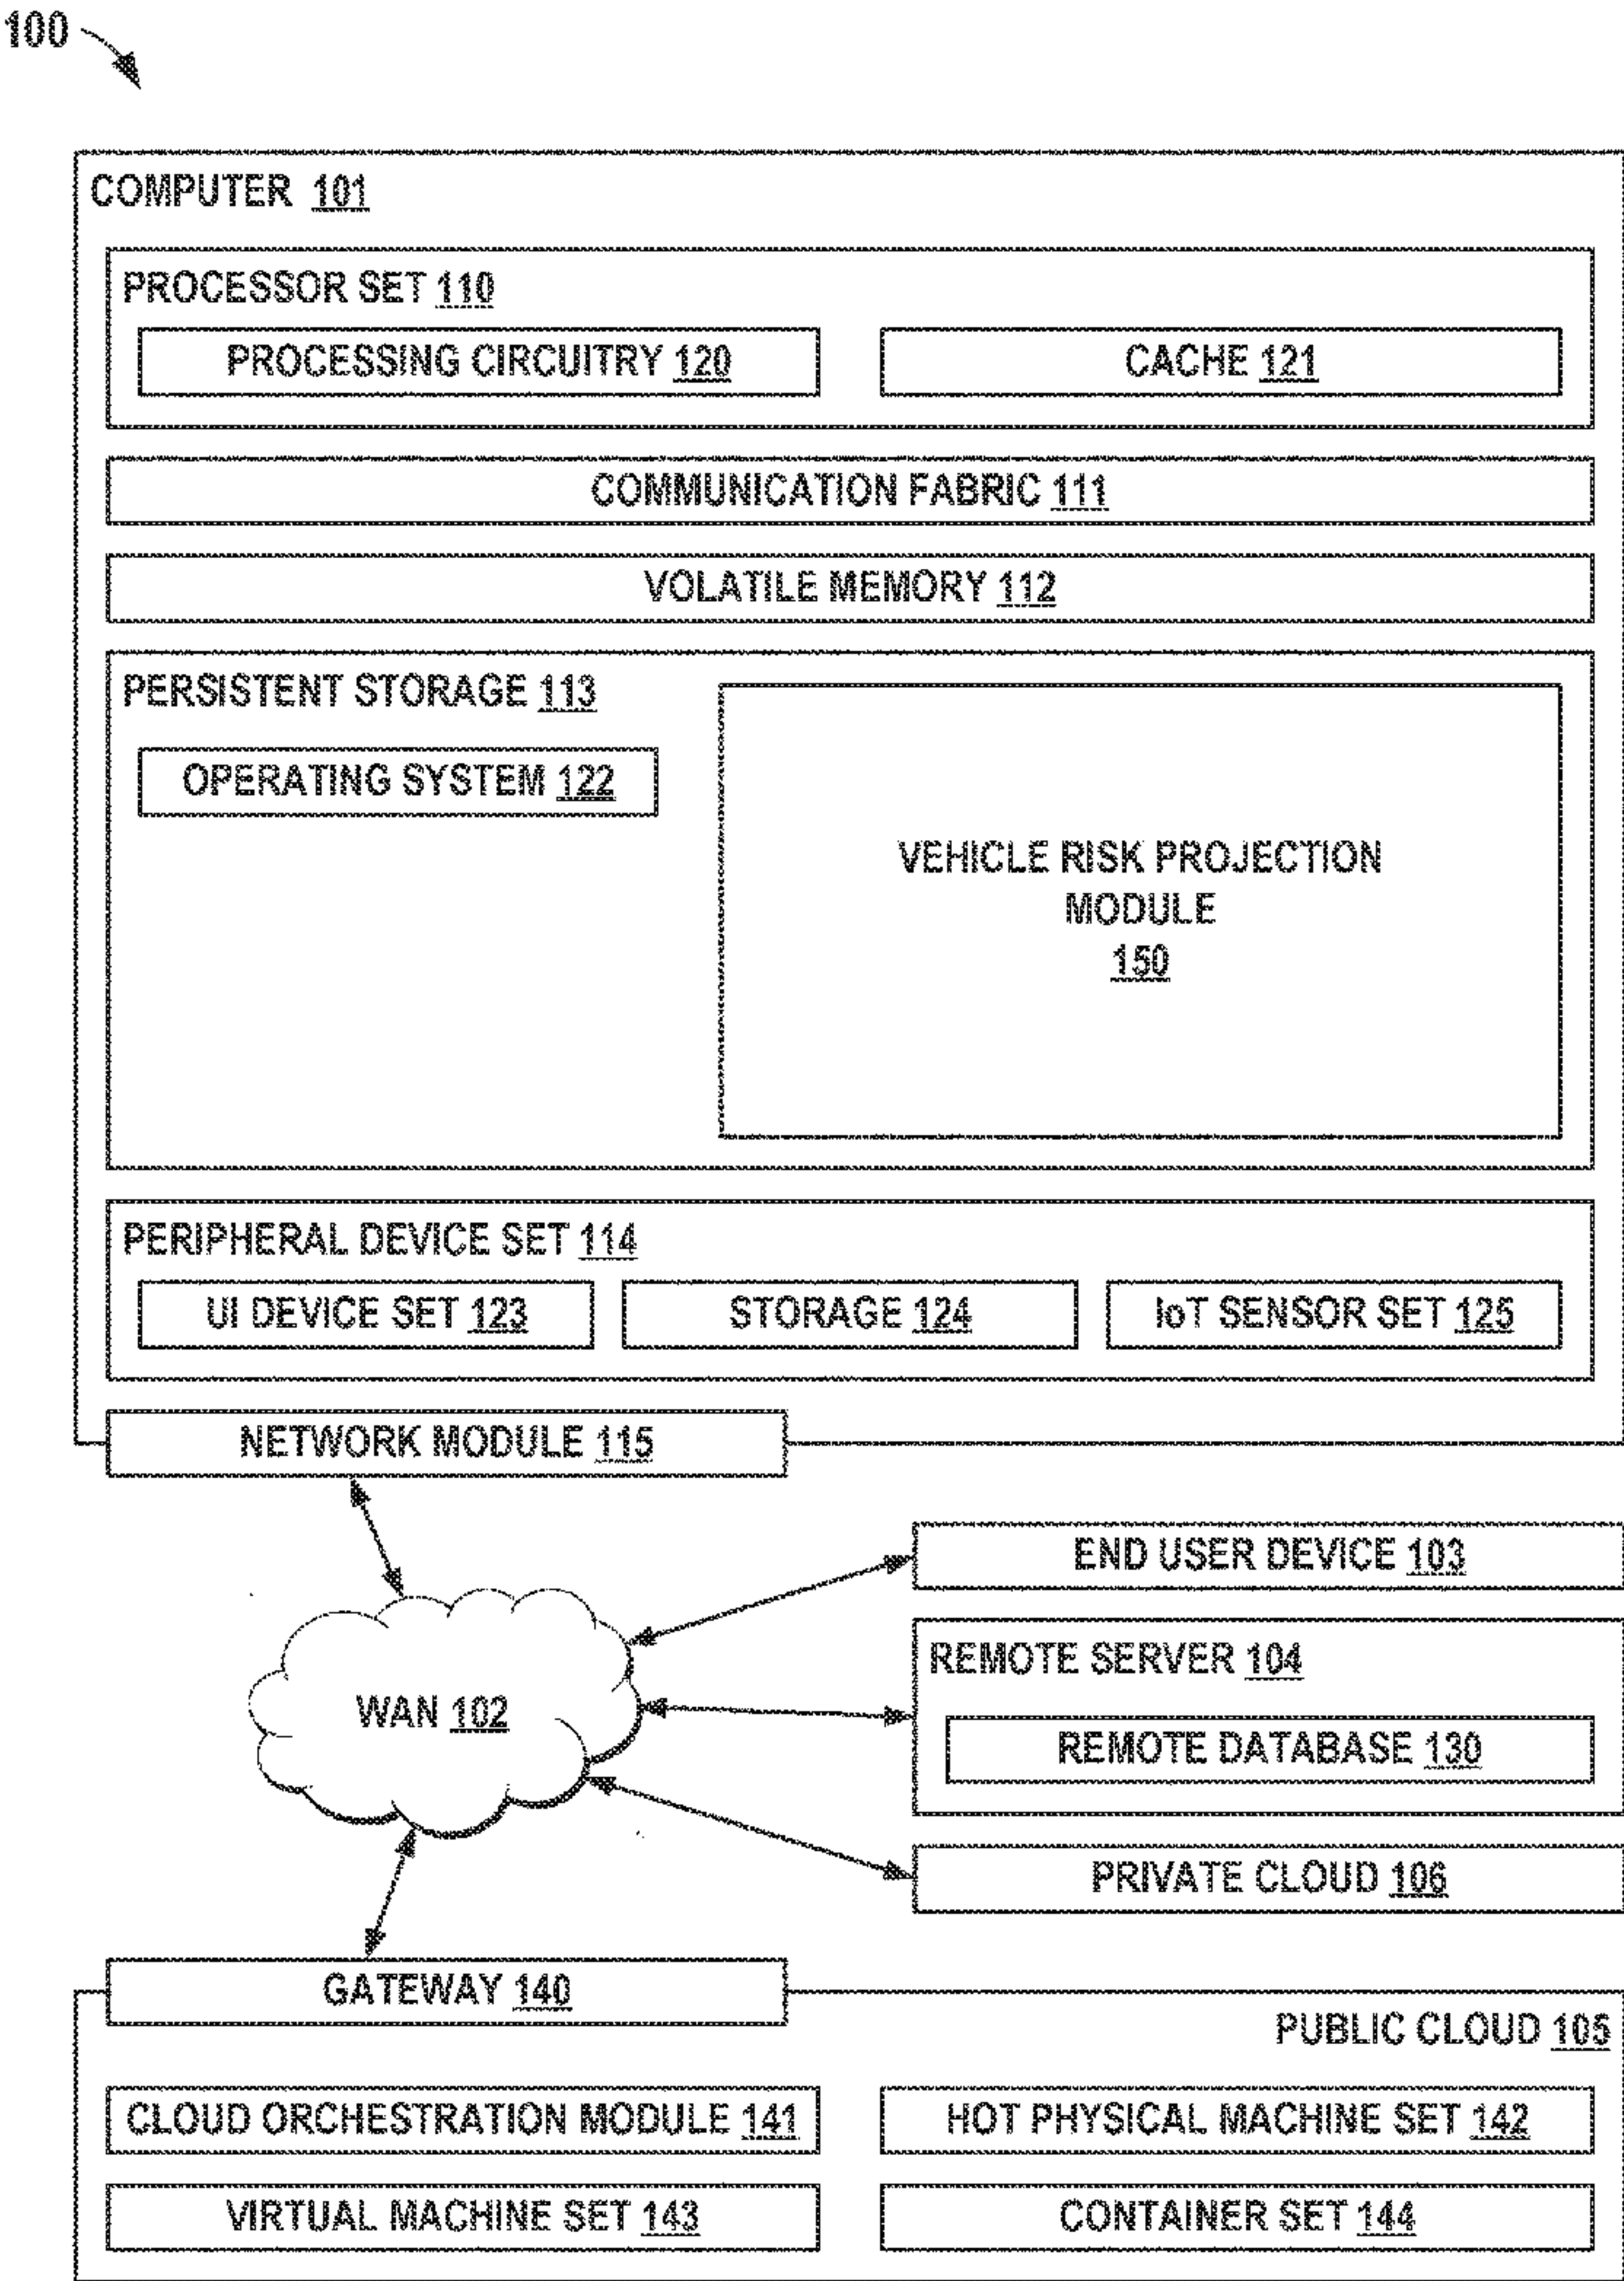 100
COMPUTER 101
PROCESSOR SET 110
PROCESSING CIRCUITRY 120
CACHE 121
COMMUNICATION FABRIC 111
VOLATILE MEMORY 112
PERSISTENT STORAGE 113
OPERATING SYSTEM 122
VEHICLE RISK PROJECTION
MODULE
150
PERIPHERAL DEVICE SET 114
UI DEVICE SET 123
STORAGE 124
IoT SENSOR SET 125
NETWORK MODULE 115
END USER DEVICE 103
REMOTE SERVER 104
WAN 102
REMOTE DATABASE 130
PRIVATE CLOUD 106
GATEWAY 140
PUBLIC CLOUD 105
CLOUD ORCHESTRATION MODULE 141
HOT PHYSICAL MACHINE SET 142
VIRTUAL MACHINE SET 143
CONTAINER SET 144